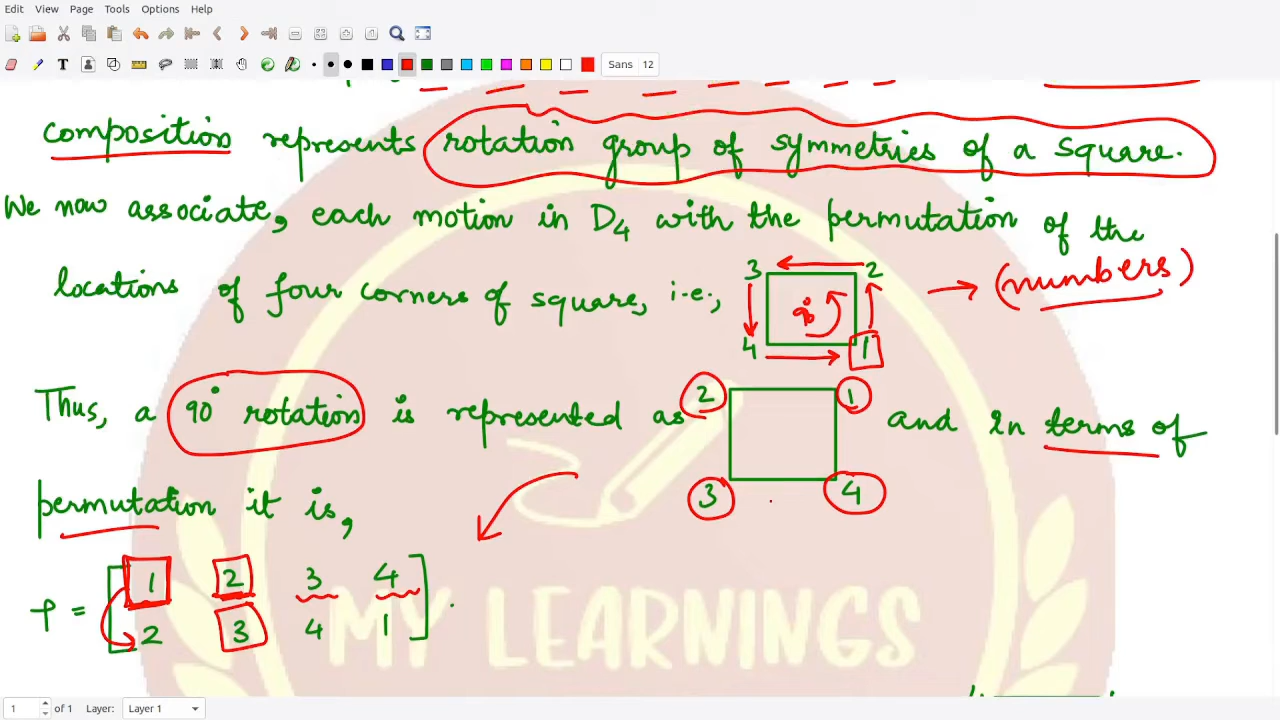 Edit View Page Tools Options Help
Sans 12
composition represents rotation group of symmetries of a square.
We now associate, each motion in D4 with the permutation of the
locations of four corners of square, i.e.,
3 2
90°
4 1
→ (numbers)
Thus, a 90° rotation is represented as
2 1
3 4
and in terms of
permutation it is,
ρ = [1 2 3 4
2 3 4 1].
MY LEARNINGS
1 of 1 Layer: Layer 1